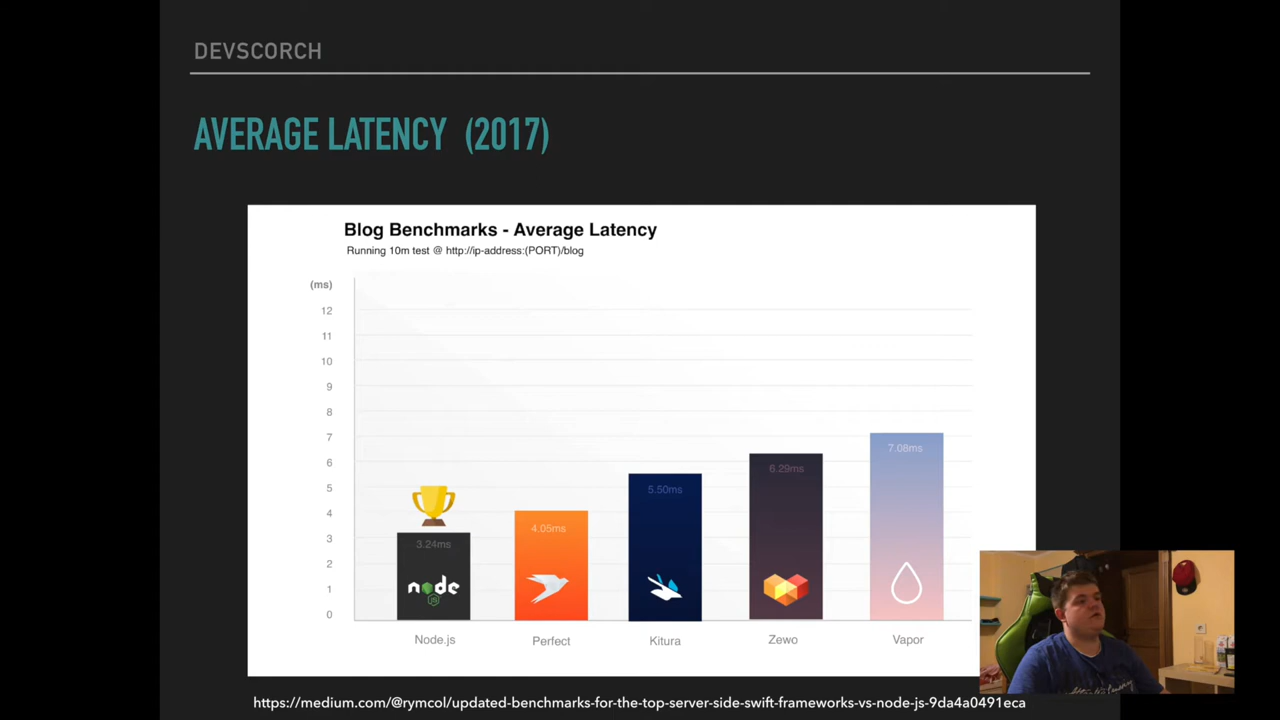 DEVSCORCH
AVERAGE LATENCY (2017)
Blog Benchmarks - Average Latency
Running 10m test @ http://ip-address:(PORT)/blog
(ms)
12
11
10
9
8
7
6
5
4
3
2
1
0
3.24ms
4.05ms
5.50ms
6.29ms
7.08ms
node
JS
Node.js
Perfect
Kitura
Zewo
Vapor
https://medium.com/@rymcol/updated-benchmarks-for-the-top-server-side-swift-frameworks-vs-node-js-9da4a0491eca